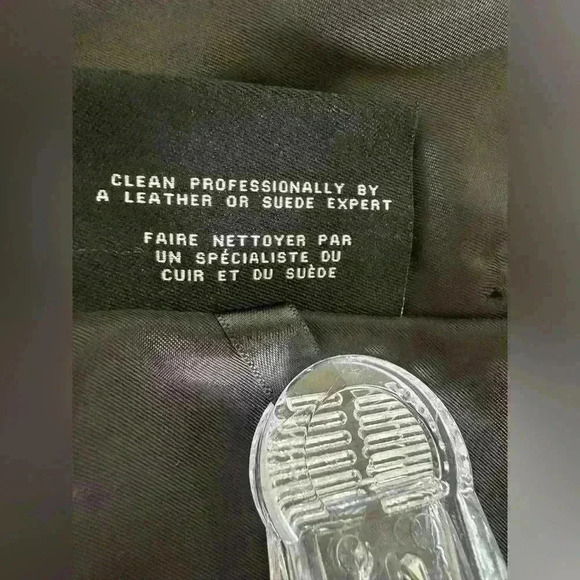 CLEAN PROFESSIONALLY BY
A LEATHER OR SUEDE EXPERT
FAIRE NETTOYER PAR
UN SPÉCIALISTE DU
CUIR ET DU SUÈDE